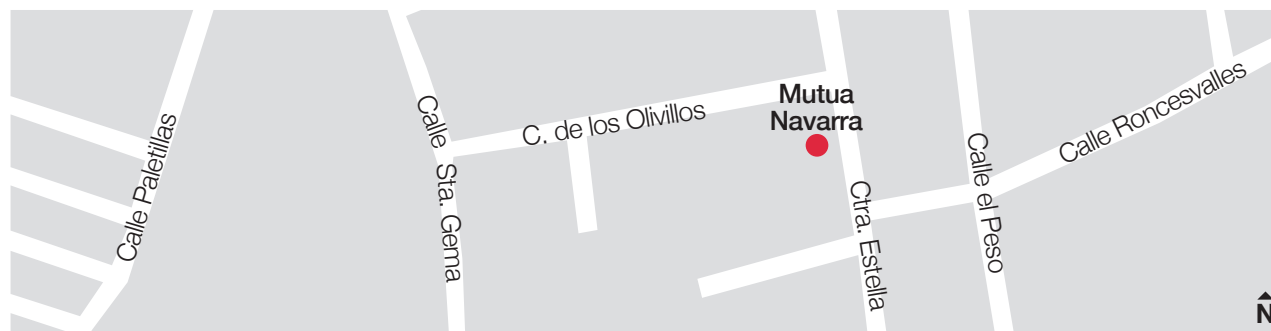 Calle Paletillas
Calle Sta. Gema
C. de los Olivillos
Mutua
Navarra
Ctra. Estella
Calle el Peso
Calle Roncesvalles
N